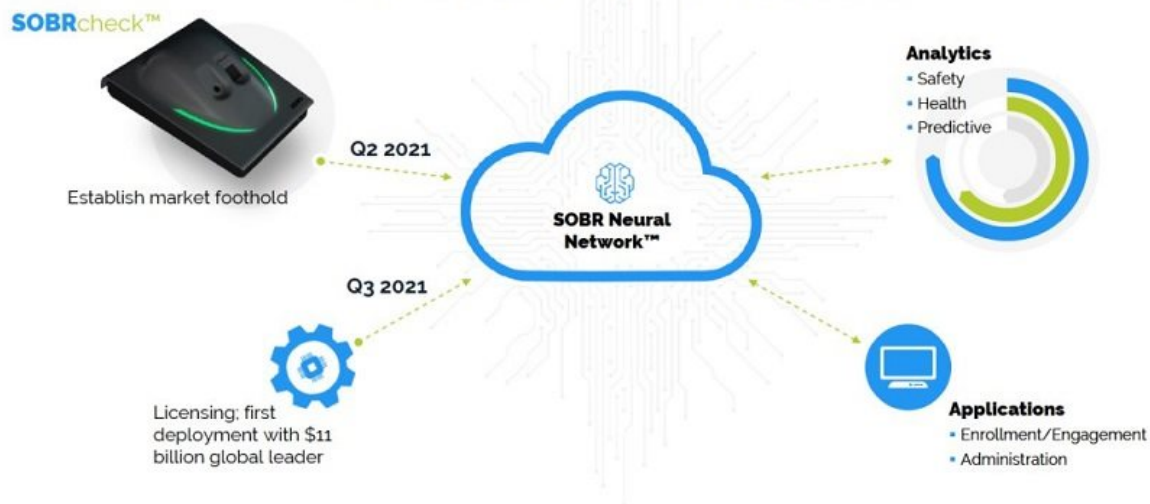 SOBRcheck™
Q2 2021
Establish market foothold
Q3 2021
Licensing; first
deployment with $11
billion global leader
SOBR Neural
Network™
Analytics
▪ Safety
▪ Health
▪ Predictive
Applications
▪ Enrollment/Engagement
▪ Administration